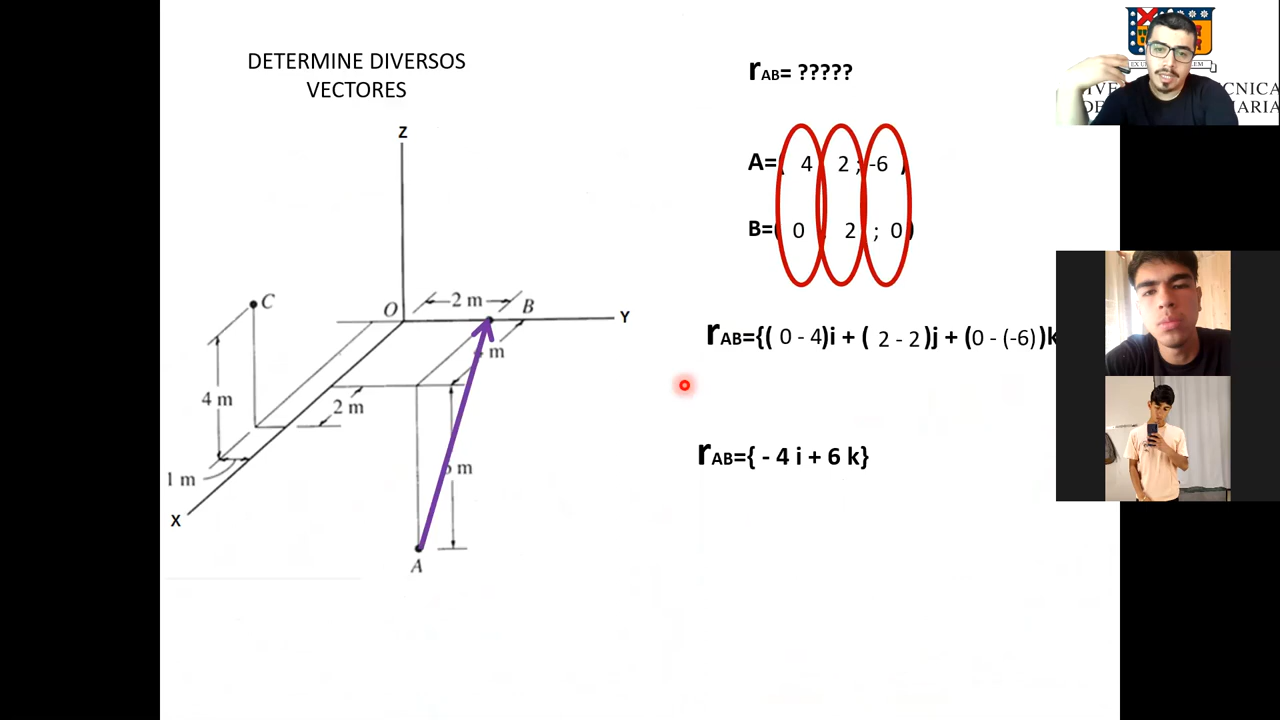 DETERMINE DIVERSOS
VECTORES
Z
C
O
2 m
B
Y
m
4 m
2 m
m
1 m
X
A
rAB= ?????
A=( 4 2 ; -6 )
B=( 0 2 ; 0 )
rAB={( 0 - 4)i + ( 2 - 2 )j + (0 - (-6) )k
rAB={ - 4 i + 6 k}